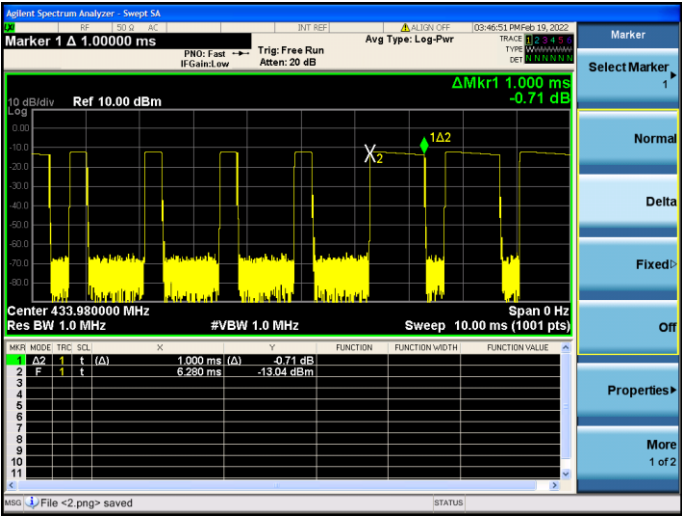 Agilent Spectrum Analyzer - Swept SA
RF 50 Ω AC INT REF ALIGN OFF 03:46:51 PM Feb 19, 2022
Marker 1 Δ 1.00000 ms
PNO: Fast
IFGain:Low
Trig: Free Run
Atten: 20 dB
Avg Type: Log-Pwr
TRACE 1 2 3 4 5 6
TYPE WWWWWW
DET N N N N N N
ΔMkr1 1.000 ms
-0.71 dB
10 dB/div Ref 10.00 dBm
Log
0.00
-10.0
-20.0
-30.0
-40.0
-50.0
-60.0
-70.0
-80.0
1Δ2
X2
Center 433.980000 MHz Span 0 Hz
Res BW 1.0 MHz #VBW 1.0 MHz Sweep 10.00 ms (1001 pts)
MKR MODE TRC SCL X Y FUNCTION FUNCTION WIDTH FUNCTION VALUE
1 Δ2 1 t (Δ) 1.000 ms (Δ) -0.71 dB
2 F 1 t 6.280 ms -13.04 dBm
3
4
5
6
7
8
9
10
11
MSG File <2.png> saved STATUS
Marker
Select Marker
1
Normal
Delta
Fixed
Off
Properties
More
1 of 2